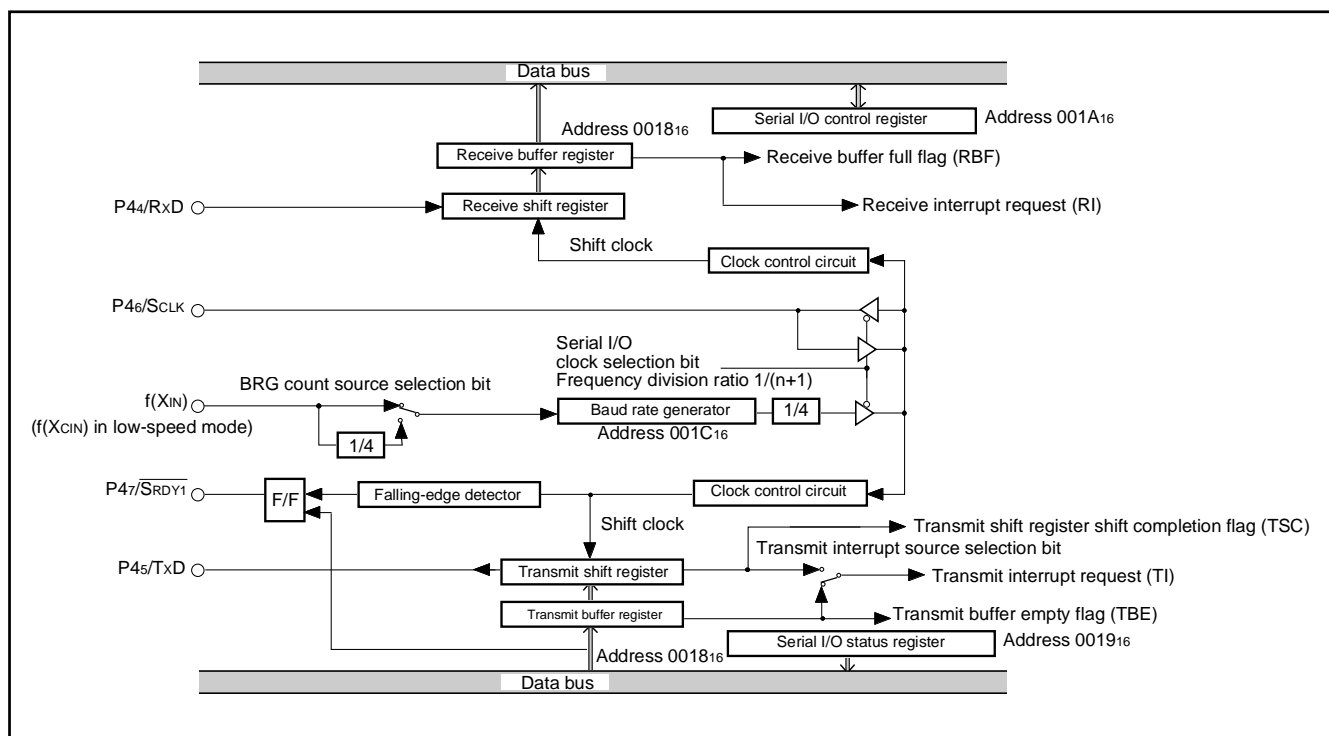 Data bus
Serial I/O control register
Address 001A16
Address 001816
Receive buffer register
Receive buffer full flag (RBF)
P44/RXD
Receive shift register
Receive interrupt request (RI)
Shift clock
Clock control circuit
P46/SCLK
Serial I/O
clock selection bit
Frequency division ratio 1/(n+1)
BRG count source selection bit
f(XIN)
(f(XCIN) in low-speed mode)
1/4
Baud rate generator
1/4
Address 001C16
P47/SRDY1
F/F
Falling-edge detector
Clock control circuit
Shift clock
Transmit shift register shift completion flag (TSC)
Transmit interrupt source selection bit
P45/TXD
Transmit shift register
Transmit interrupt request (TI)
Transmit buffer register
Transmit buffer empty flag (TBE)
Serial I/O status register
Address 001916
Address 001816
Data bus